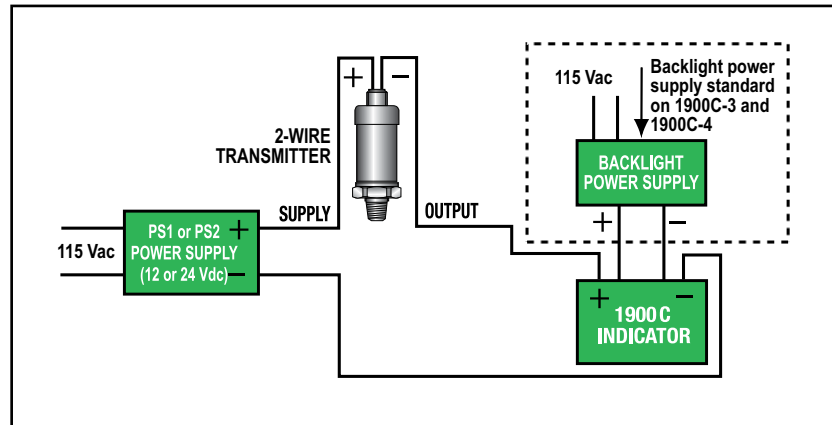 115 Vac
Backlight power
supply standard
on 1900C-3 and
1900C-4
+ −
2-WIRE
TRANSMITTER
BACKLIGHT
POWER SUPPLY
SUPPLY
OUTPUT
+ −
115 Vac
PS1 or PS2 +
POWER SUPPLY
(12 or 24 Vdc) −
+ −
1900 C
INDICATOR